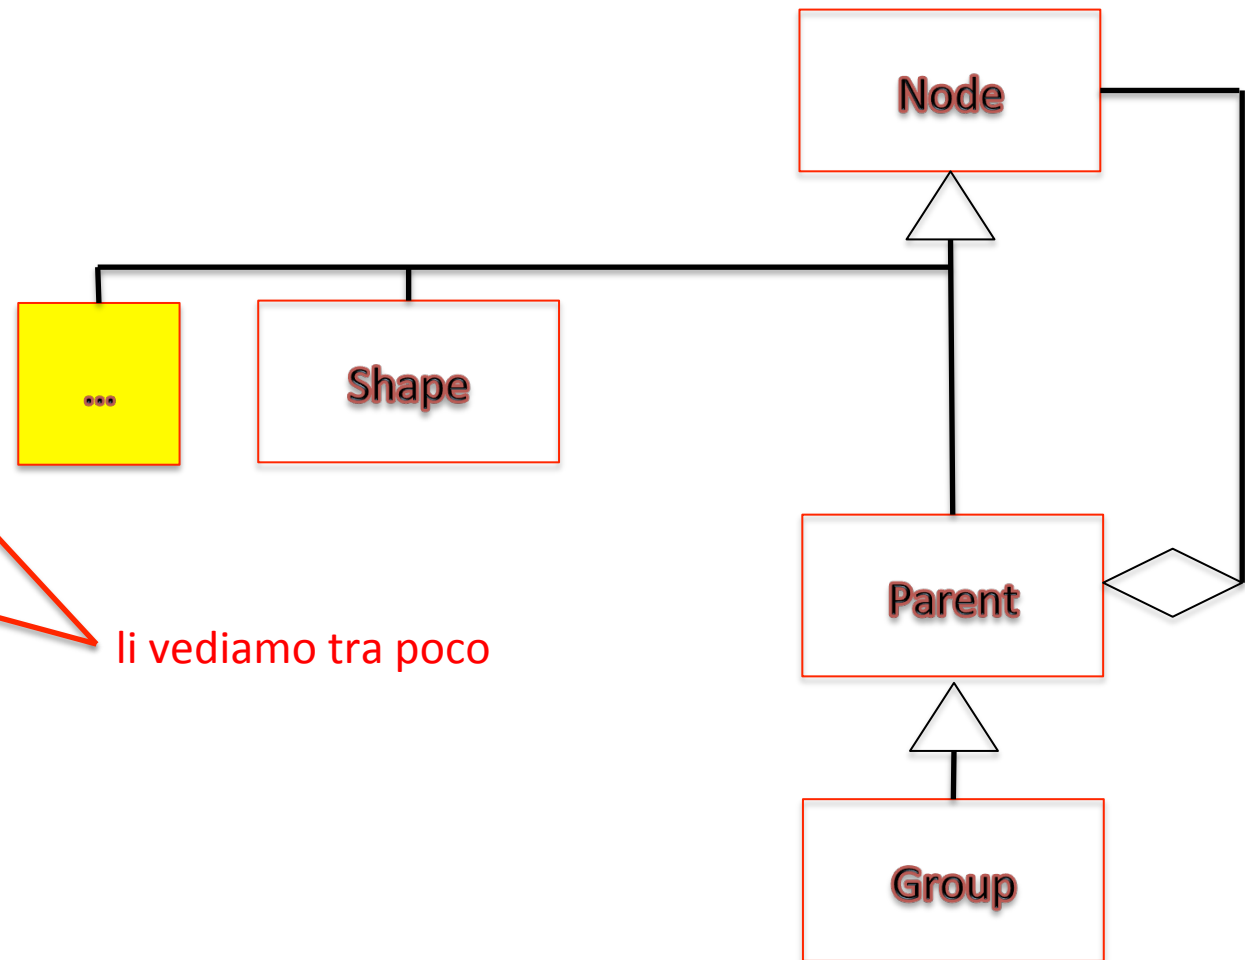 Node
...
Shape
Parent
li vediamo tra poco
Group